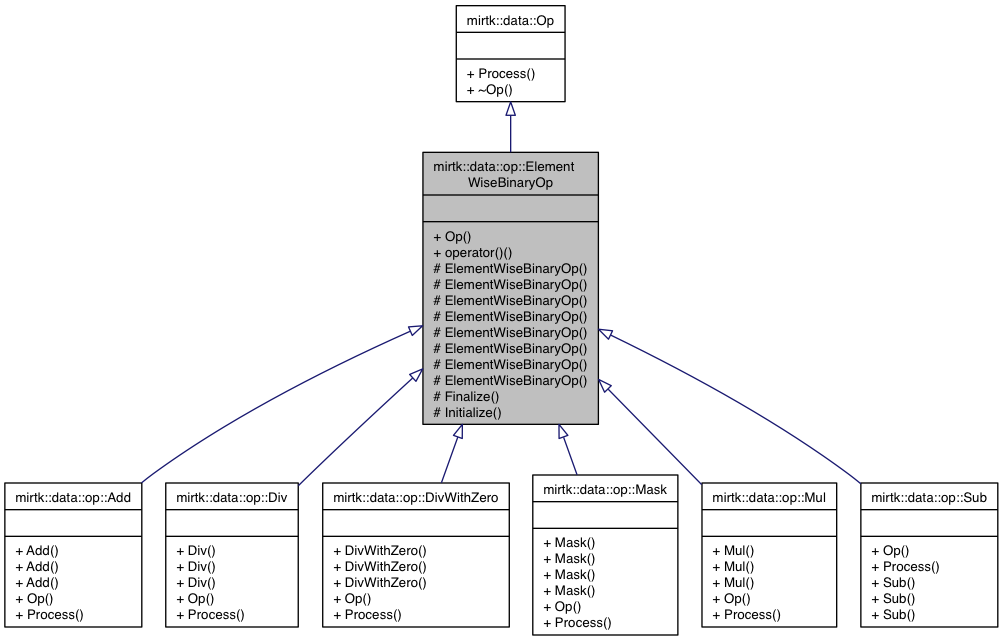 mirtk::data::Op
+ Process()
+ ~Op()
mirtk::data::op::Element
WiseBinaryOp
+ Op()
+ operator()()
# ElementWiseBinaryOp()
# ElementWiseBinaryOp()
# ElementWiseBinaryOp()
# ElementWiseBinaryOp()
# ElementWiseBinaryOp()
# ElementWiseBinaryOp()
# ElementWiseBinaryOp()
# ElementWiseBinaryOp()
# Finalize()
# Initialize()
mirtk::data::op::Add
+ Add()
+ Add()
+ Add()
+ Op()
+ Process()
mirtk::data::op::Div
+ Div()
+ Div()
+ Div()
+ Op()
+ Process()
mirtk::data::op::DivWithZero
+ DivWithZero()
+ DivWithZero()
+ DivWithZero()
+ Op()
+ Process()
mirtk::data::op::Mask
+ Mask()
+ Mask()
+ Mask()
+ Mask()
+ Op()
+ Process()
mirtk::data::op::Mul
+ Mul()
+ Mul()
+ Mul()
+ Op()
+ Process()
mirtk::data::op::Sub
+ Op()
+ Process()
+ Sub()
+ Sub()
+ Sub()